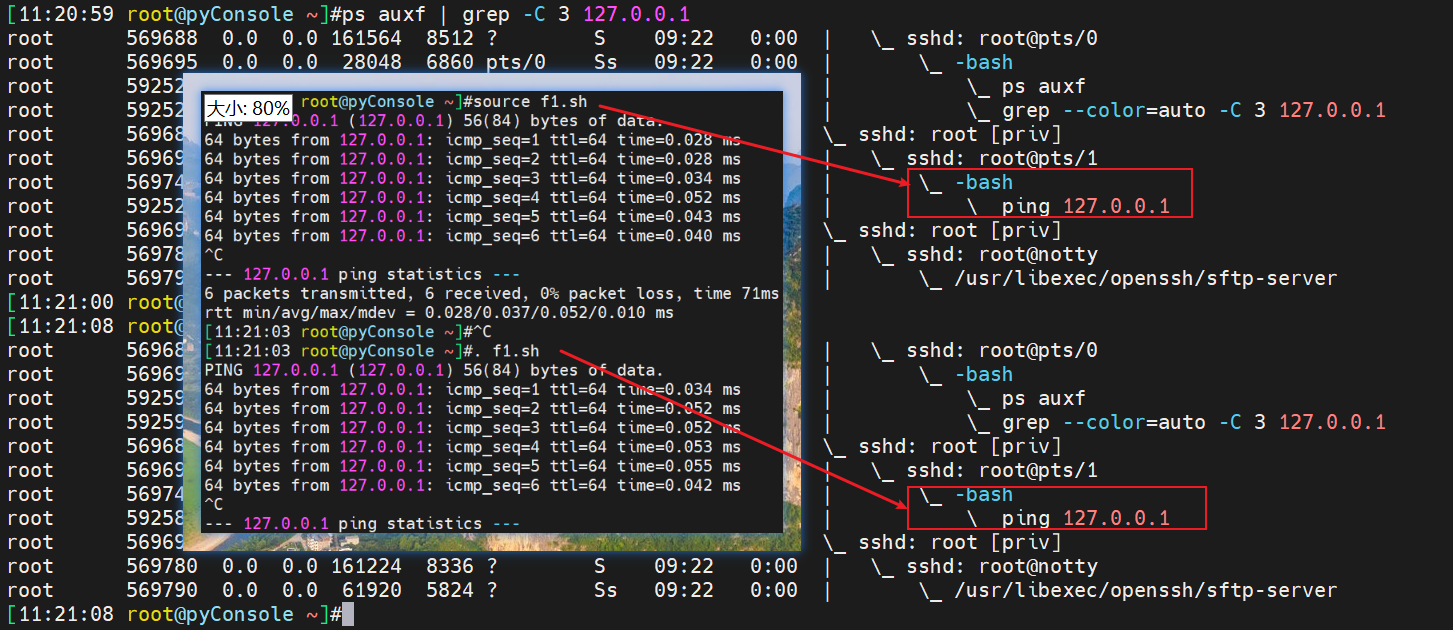 [11:20:59 root@pyConsole ~]#ps auxf | grep -C 3 127.0.0.1
root 569688 0.0 0.0 161564 8512 ? S 09:22 0:00 | \_ sshd: root@pts/0
root 569695 0.0 0.0 28048 6860 pts/0 Ss 09:22 0:00 | \_ -bash
root 59252 | \_ ps auxf
root 59252 | \_ grep --color=auto -C 3 127.0.0.1
root 56968 \_ sshd: root [priv]
root 56969 | \_ sshd: root@pts/1
root 56974 | \_ -bash
root 59252 | \_ ping 127.0.0.1
root 56969 \_ sshd: root [priv]
root 56978 | \_ sshd: root@notty
root 56979 | \_ /usr/libexec/openssh/sftp-server
[11:21:00 root@
[11:21:08 root@
root 56968 | \_ sshd: root@pts/0
root 56969 | \_ -bash
root 59259 | \_ ps auxf
root 59259 | \_ grep --color=auto -C 3 127.0.0.1
root 56968 \_ sshd: root [priv]
root 56969 | \_ sshd: root@pts/1
root 56974 | \_ -bash
root 59258 | \_ ping 127.0.0.1
root 56969 \_ sshd: root [priv]
root 569780 0.0 0.0 161224 8336 ? S 09:22 0:00 | \_ sshd: root@notty
root 569790 0.0 0.0 61920 5824 ? Ss 09:22 0:00 | \_ /usr/libexec/openssh/sftp-server
[11:21:08 root@pyConsole ~]#
大小: 80% root@pyConsole ~]#source f1.sh
PING 127.0.0.1 (127.0.0.1) 56(84) bytes of data.
64 bytes from 127.0.0.1: icmp_seq=1 ttl=64 time=0.028 ms
64 bytes from 127.0.0.1: icmp_seq=2 ttl=64 time=0.028 ms
64 bytes from 127.0.0.1: icmp_seq=3 ttl=64 time=0.034 ms
64 bytes from 127.0.0.1: icmp_seq=4 ttl=64 time=0.052 ms
64 bytes from 127.0.0.1: icmp_seq=5 ttl=64 time=0.043 ms
64 bytes from 127.0.0.1: icmp_seq=6 ttl=64 time=0.040 ms
^C
--- 127.0.0.1 ping statistics ---
6 packets transmitted, 6 received, 0% packet loss, time 71ms
rtt min/avg/max/mdev = 0.028/0.037/0.052/0.010 ms
[11:21:03 root@pyConsole ~]#^C
[11:21:03 root@pyConsole ~]#. f1.sh
PING 127.0.0.1 (127.0.0.1) 56(84) bytes of data.
64 bytes from 127.0.0.1: icmp_seq=1 ttl=64 time=0.034 ms
64 bytes from 127.0.0.1: icmp_seq=2 ttl=64 time=0.052 ms
64 bytes from 127.0.0.1: icmp_seq=3 ttl=64 time=0.052 ms
64 bytes from 127.0.0.1: icmp_seq=4 ttl=64 time=0.053 ms
64 bytes from 127.0.0.1: icmp_seq=5 ttl=64 time=0.055 ms
64 bytes from 127.0.0.1: icmp_seq=6 ttl=64 time=0.042 ms
^C
--- 127.0.0.1 ping statistics ---